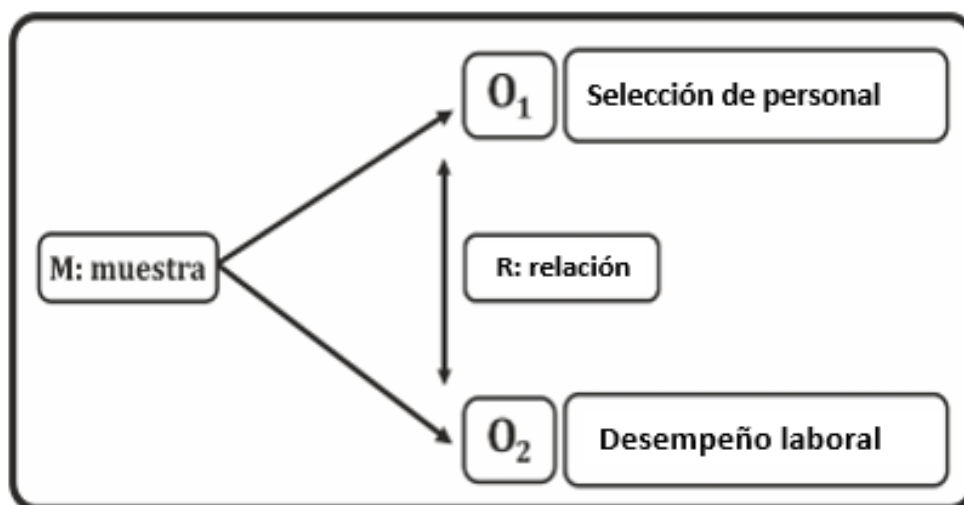 O₁ Selección de personal
M: muestra
R: relación
O₂ Desempeño laboral